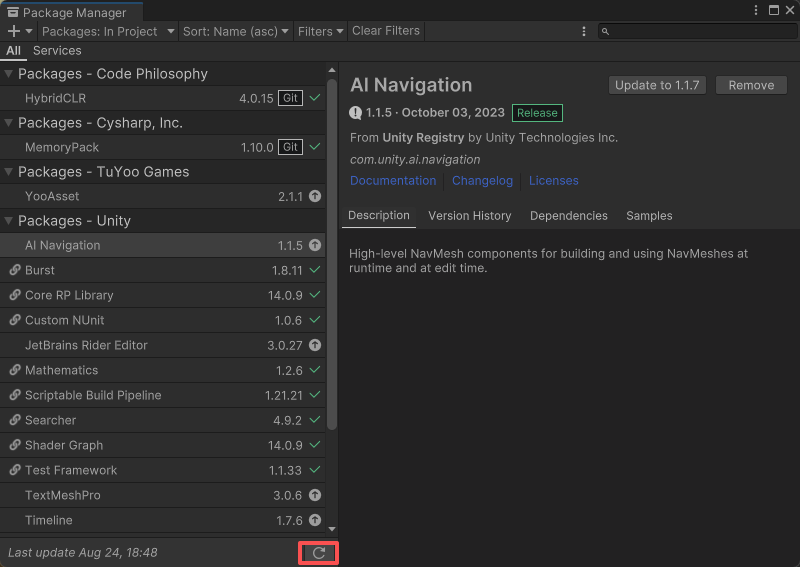 Package Manager
Packages: In Project Sort: Name (asc) Filters Clear Filters
All Services
Packages - Code Philosophy
HybridCLR 4.0.15 Git
Packages - Cysharp, Inc.
MemoryPack 1.10.0 Git
Packages - TuYoo Games
YooAsset 2.1.1
Packages - Unity
AI Navigation 1.1.5
Burst 1.8.11
Core RP Library 14.0.9
Custom NUnit 1.0.6
JetBrains Rider Editor 3.0.27
Mathematics 1.2.6
Scriptable Build Pipeline 1.21.21
Searcher 4.9.2
Shader Graph 14.0.9
Test Framework 1.1.33
TextMeshPro 3.0.6
Timeline 1.7.6
Last update Aug 24, 18:48
AI Navigation Update to 1.1.7 Remove
1.1.5 · October 03, 2023 Release
From Unity Registry by Unity Technologies Inc.
com.unity.ai.navigation
Documentation Changelog Licenses
Description Version History Dependencies Samples
High-level NavMesh components for building and using NavMeshes at
runtime and at edit time.